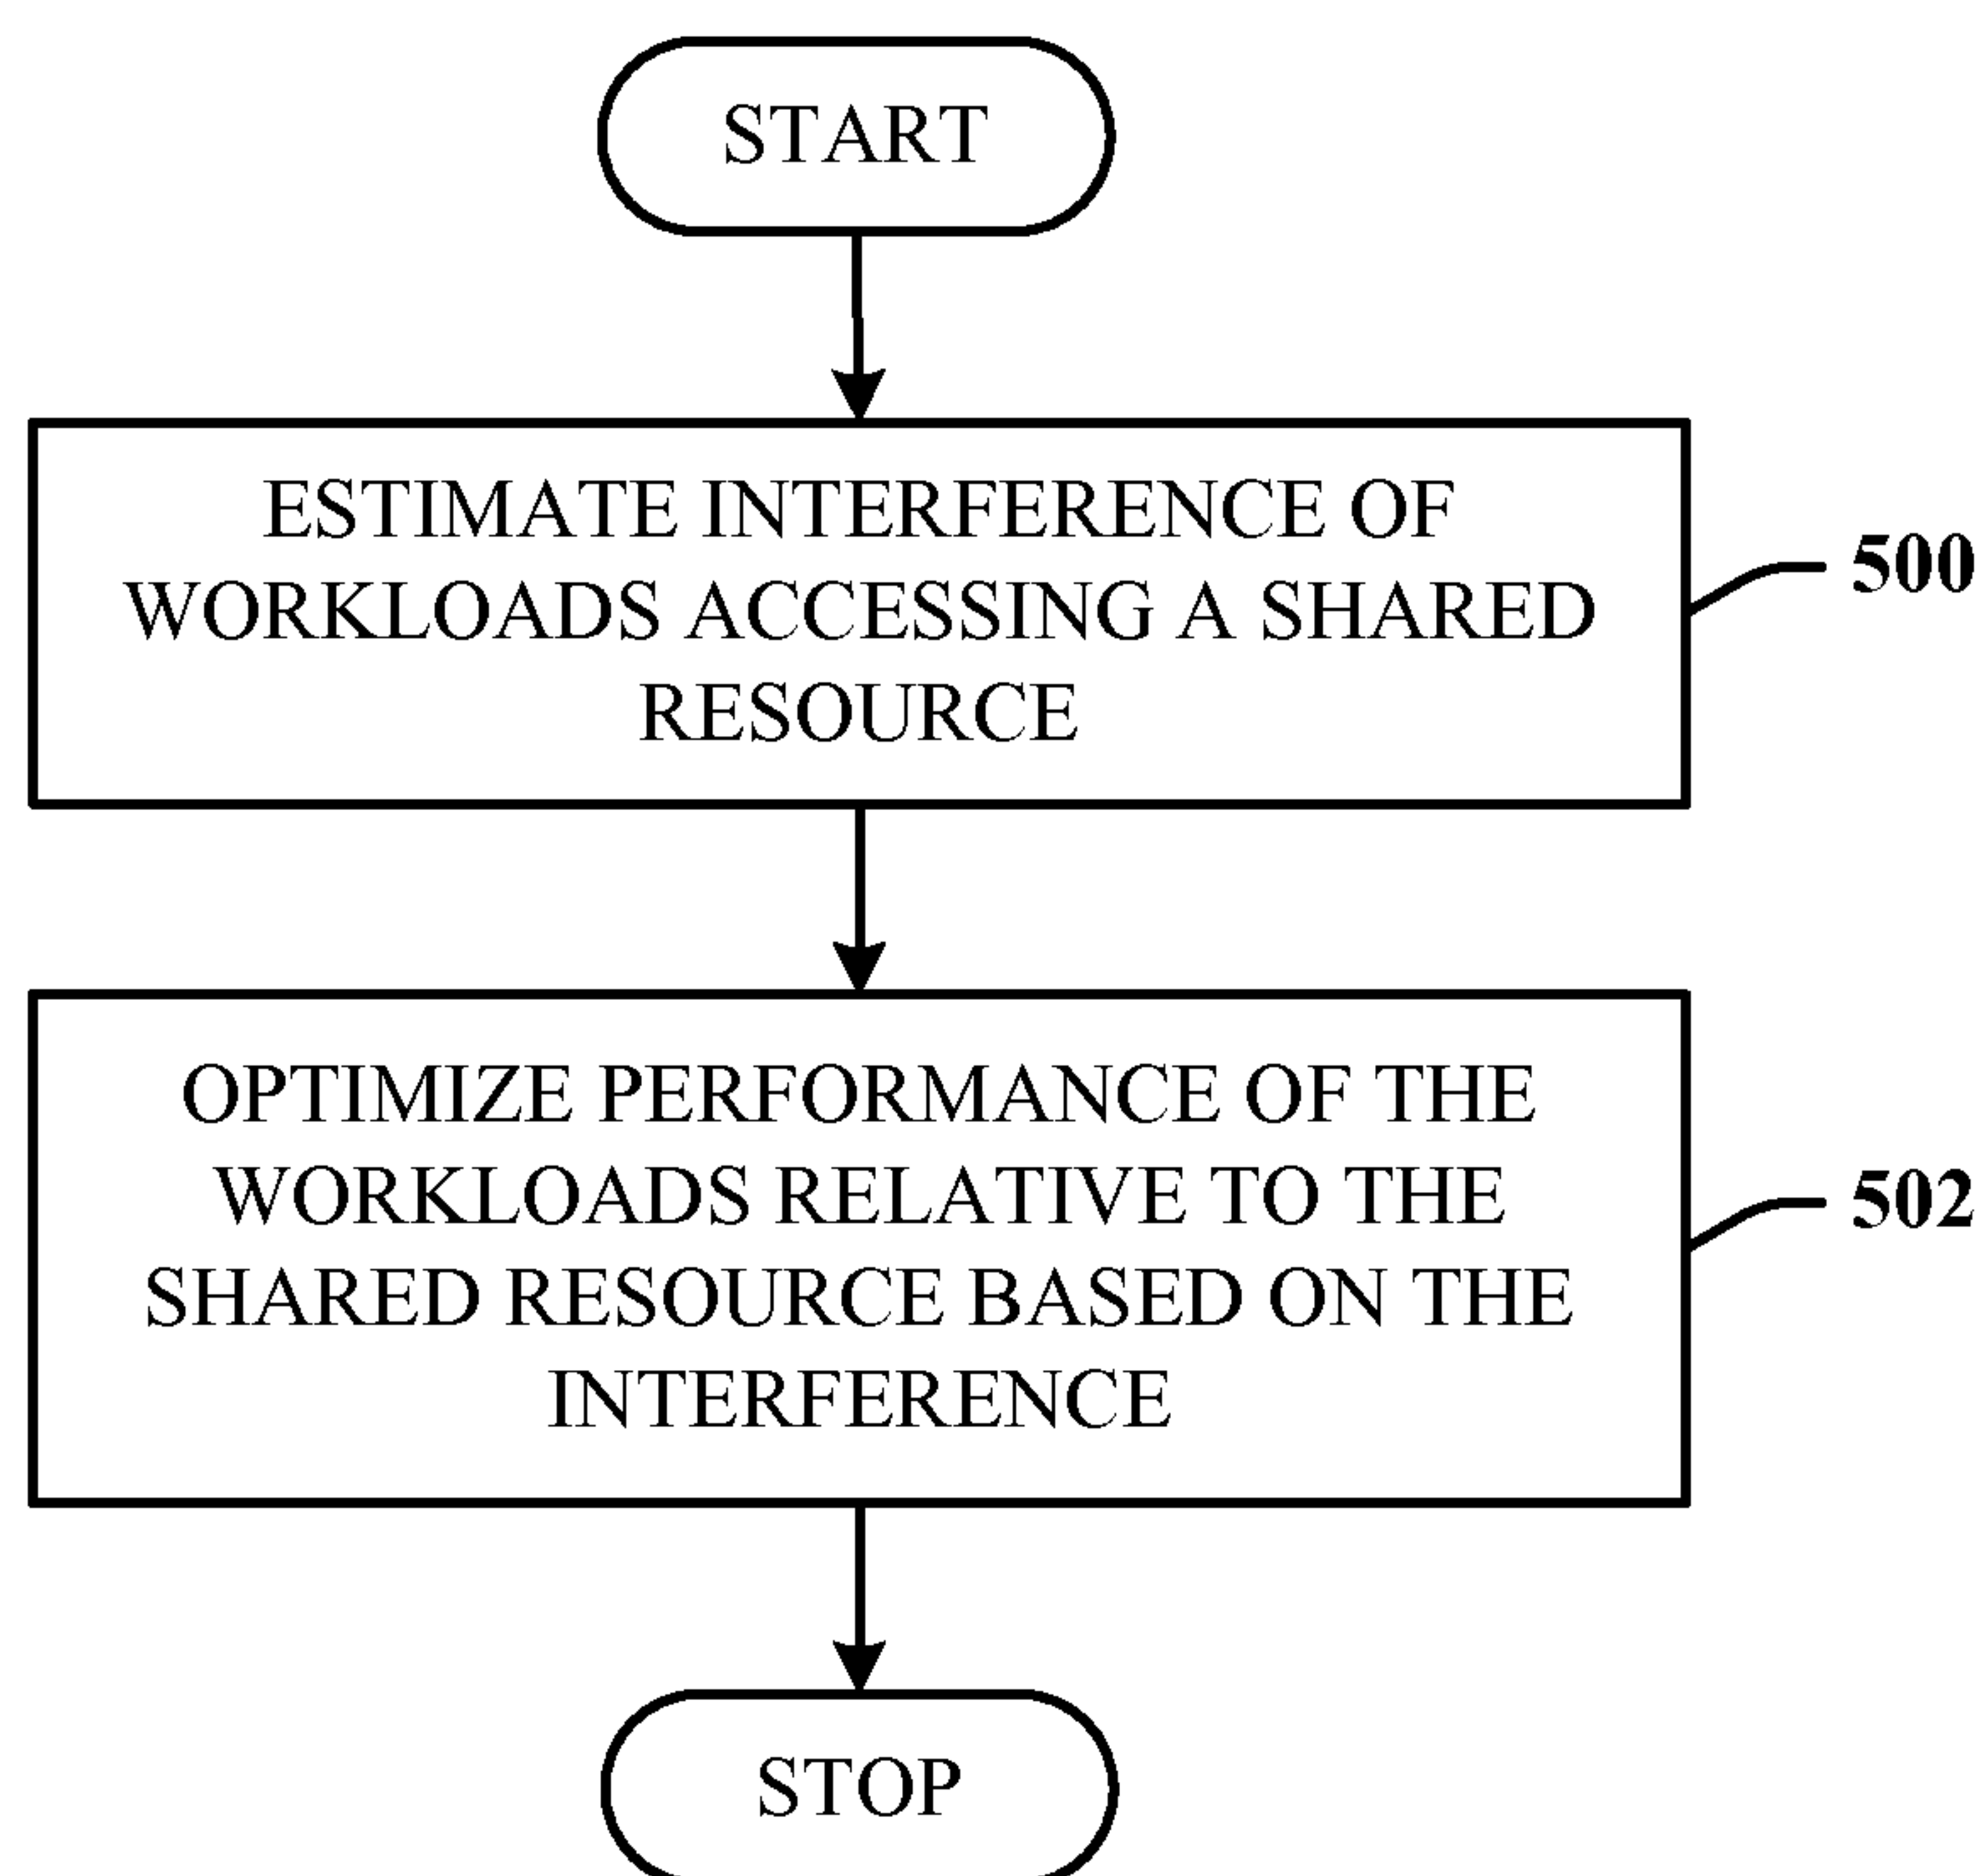 START
ESTIMATE INTERFERENCE OF
WORKLOADS ACCESSING A SHARED
RESOURCE
500
OPTIMIZE PERFORMANCE OF THE
WORKLOADS RELATIVE TO THE
SHARED RESOURCE BASED ON THE
INTERFERENCE
502
STOP